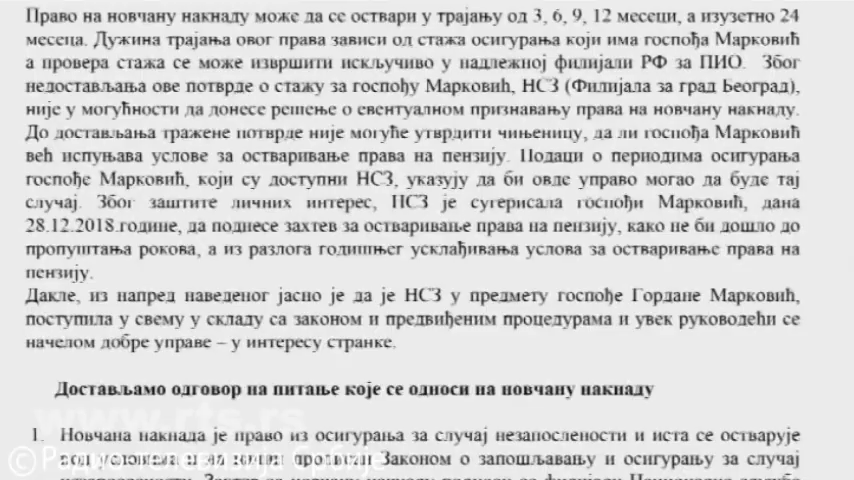 Право на новчану накнаду може да се оствари у трајању од 3, 6, 9, 12 месеци, а изузетно 24
месеца. Дужина трајања овог права зависи од стажа осигурања који има госпођа Марковић
а провера стажа се може извршити искључиво у надлежној филијали РФ за ПИО. Због
недостављања ове потврде о стажу за госпођу Марковић, НСЗ (Филијала за град Београд),
није у могућности да донесе решење о евентуалном признавању права на новчану накнаду.
До достављања тражене потврде није могуће утврдити чињеницу, да ли госпођа Марковић
већ испуњава услове за остваривање права на пензију. Подаци о периодима осигурања
госпође Марковић, који су доступни НСЗ, указују да би овде управо могао да буде тај
случај. Због заштите личних интерес, НСЗ је сугерисала госпођи Марковић, дана
28.12.2018.године, да поднесе захтев за остваривање права на пензију, како не би дошло до
пропуштања рокова, а из разлога годишњег усклађивања услова за остваривање права на
пензију.
Дакле, из напред наведеног јасно је да је НСЗ у предмету госпође Гордане Марковић,
поступила у свему у складу са законом и предвиђеним процедурама и увек руководећи се
начелом добре управе – у интересу странке.
Достављамо одговор на питање које се односи на новчану накнаду
www.rts.rs
1. Новчана накнада је право из осигурања за случај незапослености и иста се остварује
© Радио телевизија Србије
под условима и на начин прописан Законом о запошљавању и осигурању за случај